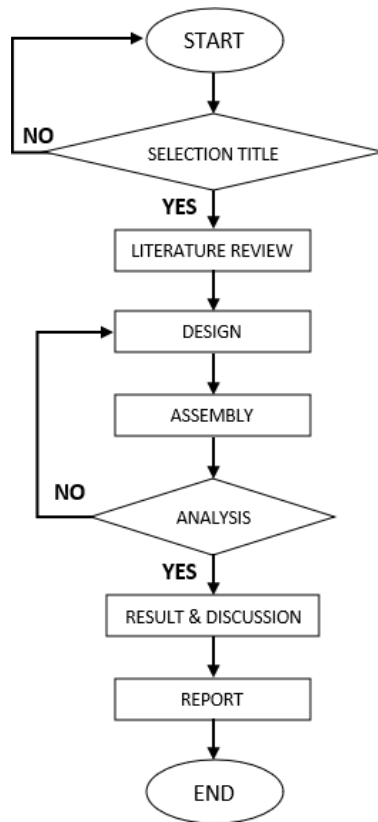 START
NO
SELECTION TITLE
YES
LITERATURE REVIEW
DESIGN
ASSEMBLY
NO
ANALYSIS
YES
RESULT & DISCUSSION
REPORT
END